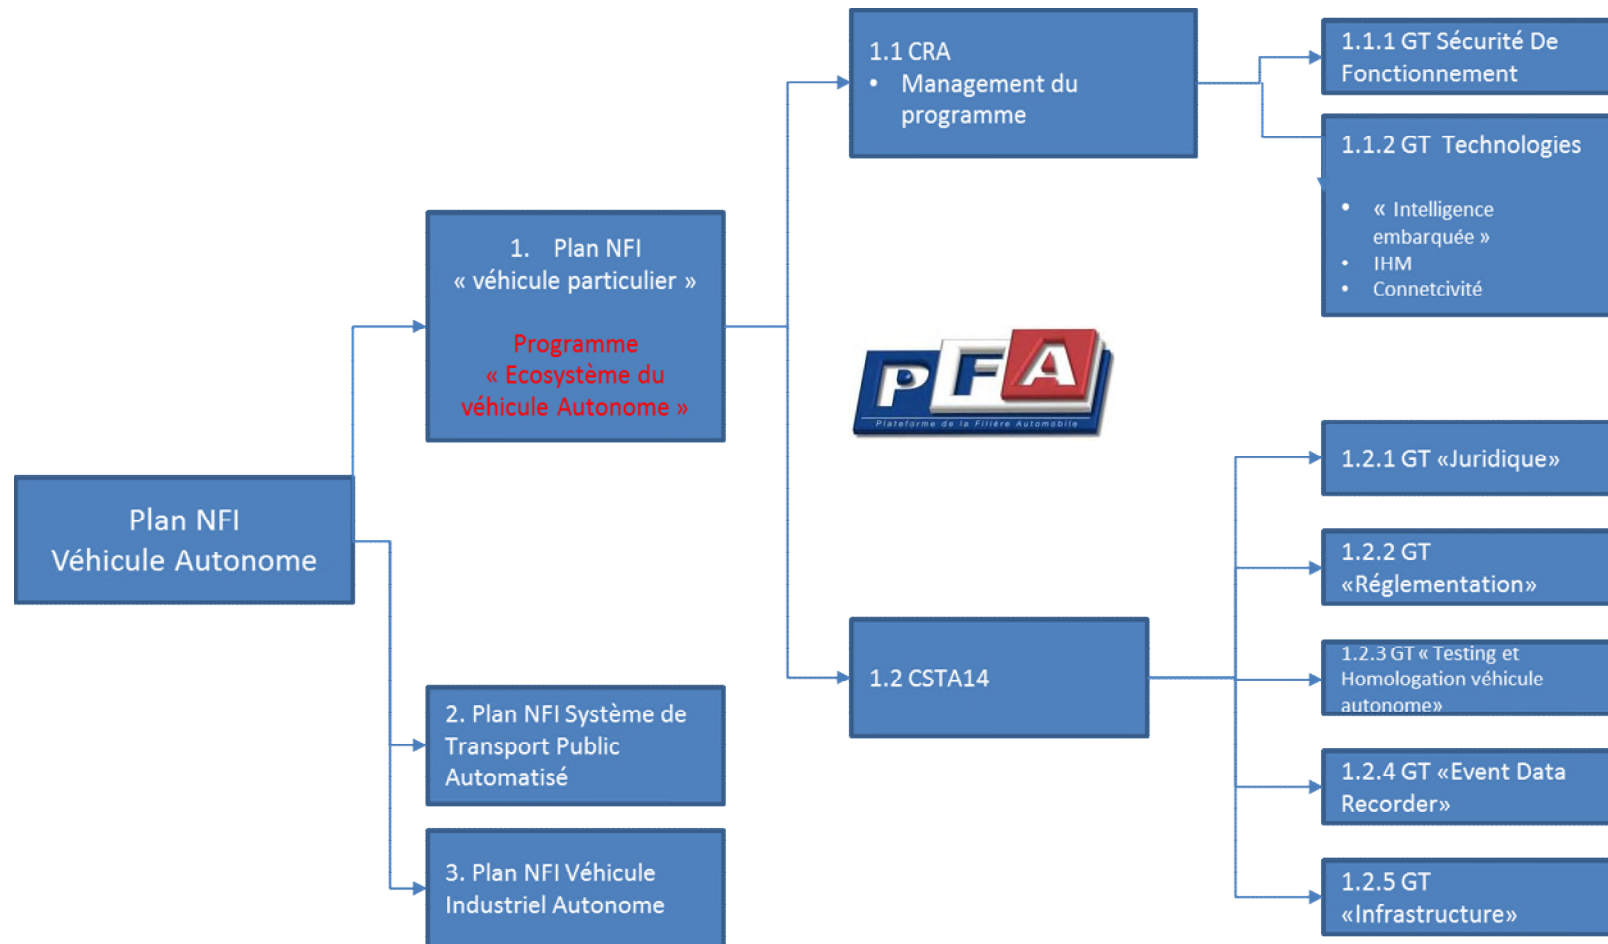 Plan NFI
Véhicule Autonome
1. Plan NFI
« véhicule particulier »
Programme
« Ecosystème du
véhicule Autonome »
2. Plan NFI Système de
Transport Public
Automatisé
3. Plan NFI Véhicule
Industriel Autonome
1.1 CRA
• Management du
programme
PFA
Plateforme de la Filière Automobile
1.2 CSTA14
1.1.1 GT Sécurité De
Fonctionnement
1.1.2 GT Technologies
• « Intelligence
embarquée »
• IHM
• Connetcivité
1.2.1 GT «Juridique»
1.2.2 GT
«Réglementation»
1.2.3 GT « Testing et
Homologation véhicule
autonome»
1.2.4 GT «Event Data
Recorder»
1.2.5 GT
«Infrastructure»